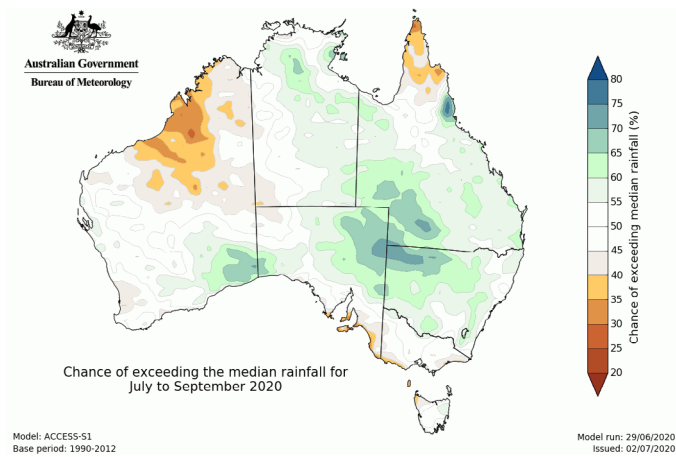 Australian Government
Bureau of Meteorology
80
75
70
65
60
55
50
45
40
35
30
25
20
Chance of exceeding median rainfall (%)
Chance of exceeding the median rainfall for
July to September 2020
Model: ACCESS-S1
Base period: 1990-2012
Model run: 29/06/2020
Issued: 02/07/2020